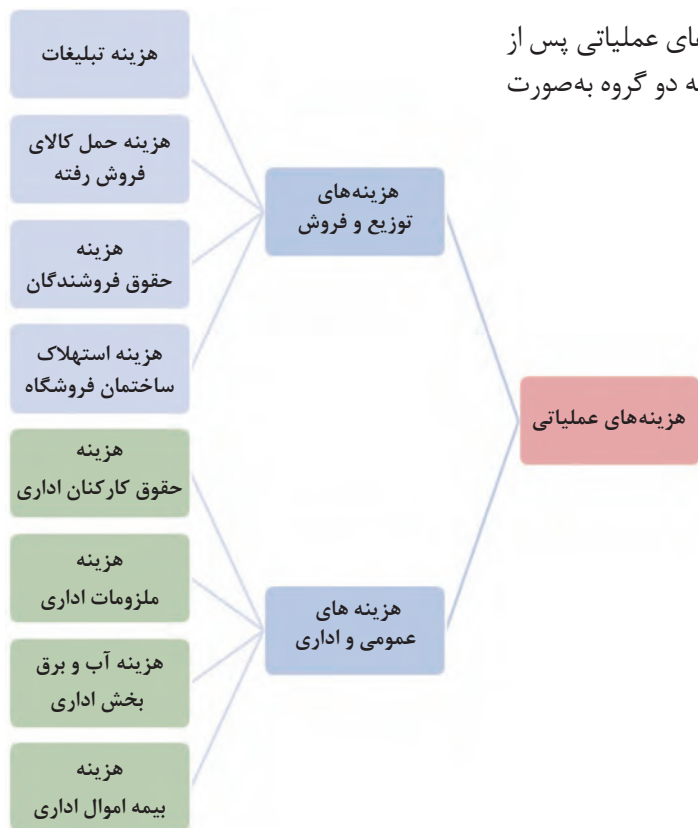 های عملیاتی پس از
ه دو گروه به‌صورت
هزینه‌های عملیاتی
هزینه‌های
توزیع و فروش
هزینه تبلیغات
هزینه حمل کالای
فروش رفته
هزینه
حقوق فروشندگان
هزینه استهلاک
ساختمان فروشگاه
هزینه های
عمومی و اداری
هزینه
حقوق کارکنان اداری
هزینه
ملزومات اداری
هزینه آب و برق
بخش اداری
هزینه
بیمه اموال اداری